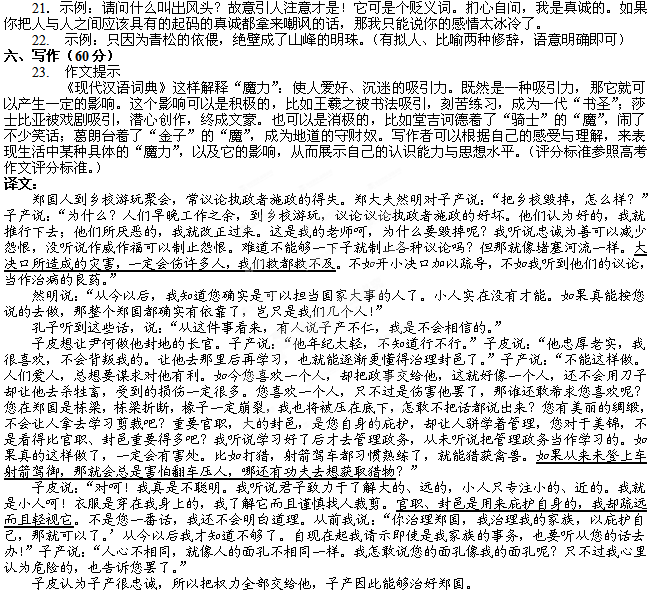 21．示例：请问什么叫出风头？故意引人注意才是！它可是个贬义词。扪心自问，我是真诚的。如果
你把人与人之间应该具有的起码的真诚都拿来嘲讽的话，那我只能说你的感情太冰冷了。
22．示例：只因为青松的依偎，绝壁成了山峰的明珠。（有拟人、比喻两种修辞，语意明确即可）
六、写作（60分）
23．作文提示
《现代汉语词典》这样解释“魔力”：使人爱好、沉迷的吸引力。既然是一种吸引力，那它就可
以产生一定的影响。这个影响可以是积极的，比如王羲之被书法吸引，刻苦练习，成为一代“书圣”；莎
士比亚被戏剧吸引，潜心创作，终成文豪。也可以是消极的，比如堂吉诃德着了“骑士”的“魔”，闹了
不少笑话；葛朗台着了“金子”的“魔”，成为地道的守财奴。写作者可以根据自己的感受与理解，来表
现生活中某种具体的“魔力”，以及它的影响，从而展示自己的认识能力与思想水平。（评分标准参照高考
作文评分标准。）
译文：
郑国人到乡校游玩聚会，常议论执政者施政的得失。郑大夫然明对子产说：“把乡校毁掉，怎么样？”
子产说：“为什么？人们早晚工作之余，到乡校游玩，议论议论执政者施政的好坏。他们认为好的，我就
推行下去；他们所厌恶的，我就改正过来。这是我的老师呵，为什么要毁掉呢？我听说忠诚为善可以减少
怨恨，没听说作威作福可以制止怨恨。难道不能够一下子就制止各种议论吗？但那就像堵塞河流一样。大
决口所造成的灾害，一定会伤许多人，我们救都救不及。不如开小决口加以疏导，不如我听到他们的议论，
当作治病的良药。”
然明说：“从今以后，我知道您确实是可以担当国家大事的人了。小人实在没有才能。如果真能按您
说的去做，那整个郑国都确实有依靠了，岂只是我们几个人！”
孔子听到这些话，说：“从这件事看来，有人说子产不仁，我是不会相信的。”
子皮想让尹何做他封地的长官。子产说：“他年纪太轻，不知道行不行。”子皮说：“他忠厚老实，我
很喜欢，不会背叛我的。让他去那里后再学习，也就能逐渐更懂得治理封邑了。”子产说：“不能这样做。
人们爱人，总想要谋求对他有利。如今您喜欢一个人，却把政事交给他，这就好像一个人，还不会用刀子
却让他去杀牲畜，受到的损伤一定很多。您喜欢一个人，只不过是伤害他罢了，那谁还敢希求您喜欢呢？
您在郑国是栋梁，栋梁折断，椽子一定崩裂，我也将被压在底下，怎敢不把话都说出来？您有美丽的绸缎，
不会让人拿去学习剪裁吧？重要官职，大的封邑，是您自身的庇护，却让人骈学着管理，您对于美锦，不
是看得比官职、封邑重要得多吧？我听说学习好了后才去管理政务，从未听说把管理政务当作学习的。如
果真的这样做了，一定会有害处。比如打猎，射箭驾车都习惯熟练了，就能猎获禽兽。如果从来未登上车
射箭驾御，那就会总是害怕翻车压人，哪还有功夫去想获取猎物？”
子皮说：“对呵！我真是不聪明。我听说君子致力于了解大的、远的，小人只专注小的、近的。我就
是小人呵！衣服是穿在我身上的，我了解它而且谨慎找人裁剪。官职、封邑是用来庇护自身的，我却疏远
而且轻视它。不是您一番话，我还不会明白道理。从前我说：“你治理郑国，我治理我的家族，以庇护自
己，那就可以了。’从今以后我才知道不够了。自现在起我请示即使是我家族的事务，也要听从您的话去
办！”子产说：“人心不相同，就像人的面孔不相同一样。我怎敢说您的面孔像我的面孔呢？只不过我心里
认为危险的，也告诉您罢了。”
子皮认为子产很忠诚，所以把权力全部交给他，子产因此能够治好郑国。